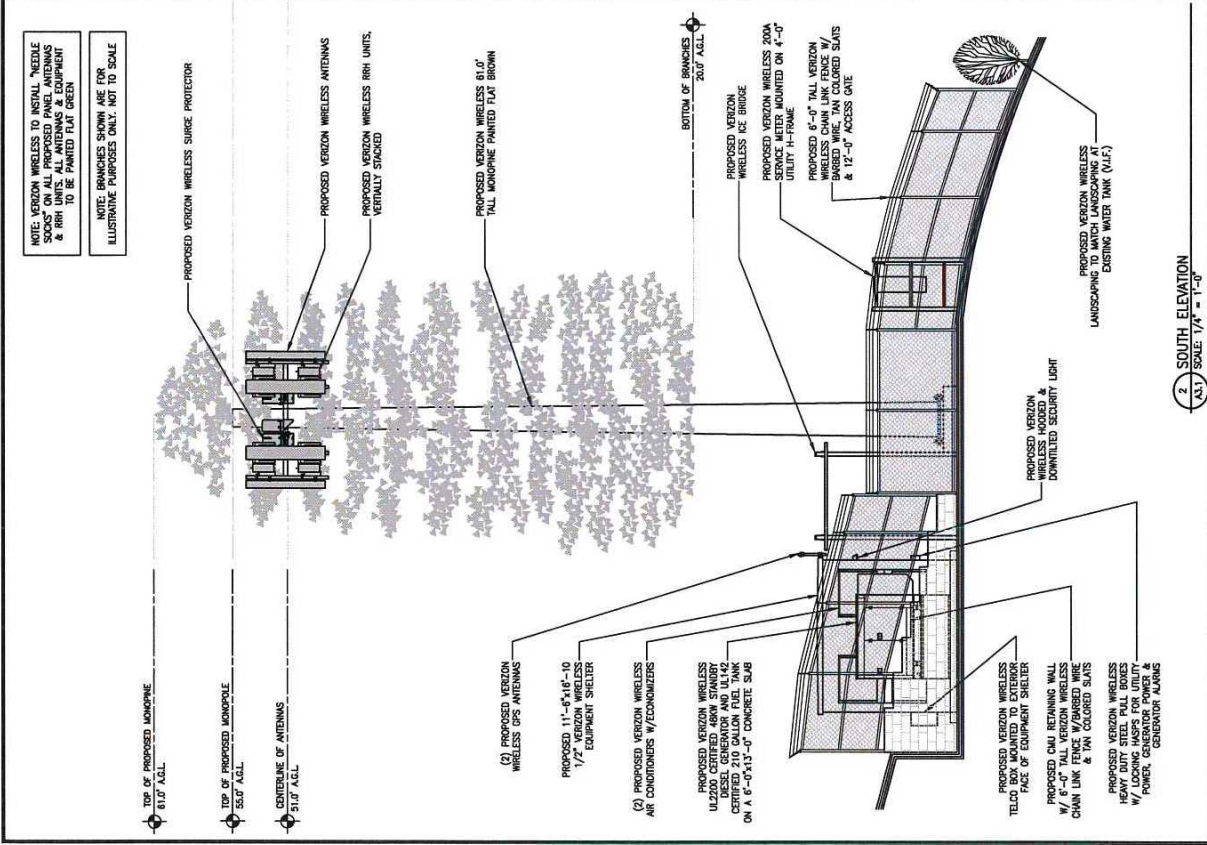 NOTE: VERIZON WIRELESS TO INSTALL "NEEDLE
SOCKS" ON ALL PROPOSED PANEL ANTENNAS
& RRH UNITS. ALL ANTENNAS & EQUIPMENT
TO BE PAINTED FLAT GREEN
NOTE: BRANCHES SHOWN ARE FOR
ILLUSTRATIVE PURPOSES ONLY, NOT TO SCALE
TOP OF PROPOSED MONOPINE
61.0' A.G.L.
TOP OF PROPOSED MONOPOLE
55.0' A.G.L.
CENTERLINE OF ANTENNAS
51.0' A.G.L.
PROPOSED VERIZON WIRELESS SURGE PROTECTOR
PROPOSED VERIZON WIRELESS ANTENNAS
PROPOSED VERIZON WIRELESS RRH UNITS,
VERTIALLY STACKED
PROPOSED VERIZON WIRELESS 61.0'
TALL MONOPINE PAINTED FLAT BROWN
BOTTOM OF BRANCHES
20.0' A.G.L.
(2) PROPOSED VERIZON
WIRELESS GPS ANTENNAS
PROPOSED 11'-6"x16'-10
1/2" VERIZON WIRELESS
EQUIPMENT SHELTER
(2) PROPOSED VERIZON WIRELESS
AIR CONDITIONERS W/ECONOMIZERS
PROPOSED VERIZON WIRELESS
UL2200 CERTIFIED 48KW STANDBY
DIESEL GENERATOR AND UL142
CERTIFIED 210 GALLON FUEL TANK
ON A 6'-0"x13'-0" CONCRETE SLAB
PROPOSED VERIZON
WIRELESS ICE BRIDGE
PROPOSED VERIZON WIRELESS 200A
SERVICE METER MOUNTED ON 4'-0"
UTILITY H-FRAME
PROPOSED 6'-0" TALL VERIZON
WIRELESS CHAIN LINK FENCE W/
BARBED WIRE, TAN COLORED SLATS
& 12'-0" ACCESS GATE
PROPOSED VERIZON WIRELESS
TELCO BOX MOUNTED TO EXTERIOR
FACE OF EQUIPMENT SHELTER
PROPOSED CMU RETAINING WALL
W/ 6'-0" TALL VERIZON WIRELESS
CHAIN LINK FENCE W/BARBED WIRE
& TAN COLORED SLATS
PROPOSED VERIZON WIRELESS
HEAVY DUTY STEEL PULL BOXES
W/ LOCKING HASPS FOR UTILITY
POWER, GENERATOR POWER &
GENERATOR ALARMS
PROPOSED VERIZON
WIRELESS HOODED &
DOWNTILTED SECURITY LIGHT
PROPOSED VERIZON WIRELESS
LANDSCAPING TO MATCH LANDSCAPING AT
EXISTING WATER TANK (V.I.F.)
2 SOUTH ELEVATION
A3.1 SCALE: 1/4" = 1'-0"